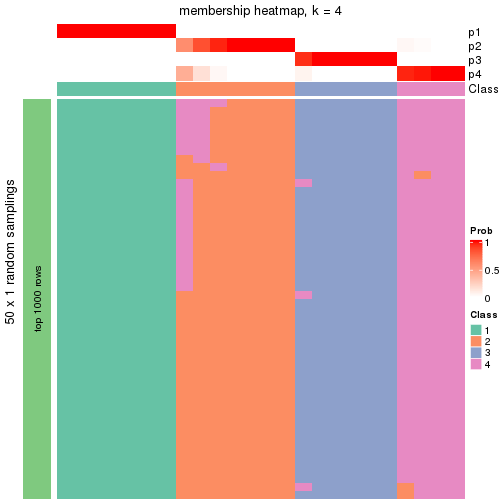 membership heatmap, k = 4
p1
p2
p3
p4
Class
50 x 1 random samplings
top 1000 rows
Prob
1
0.5
0
Class
1
2
3
4